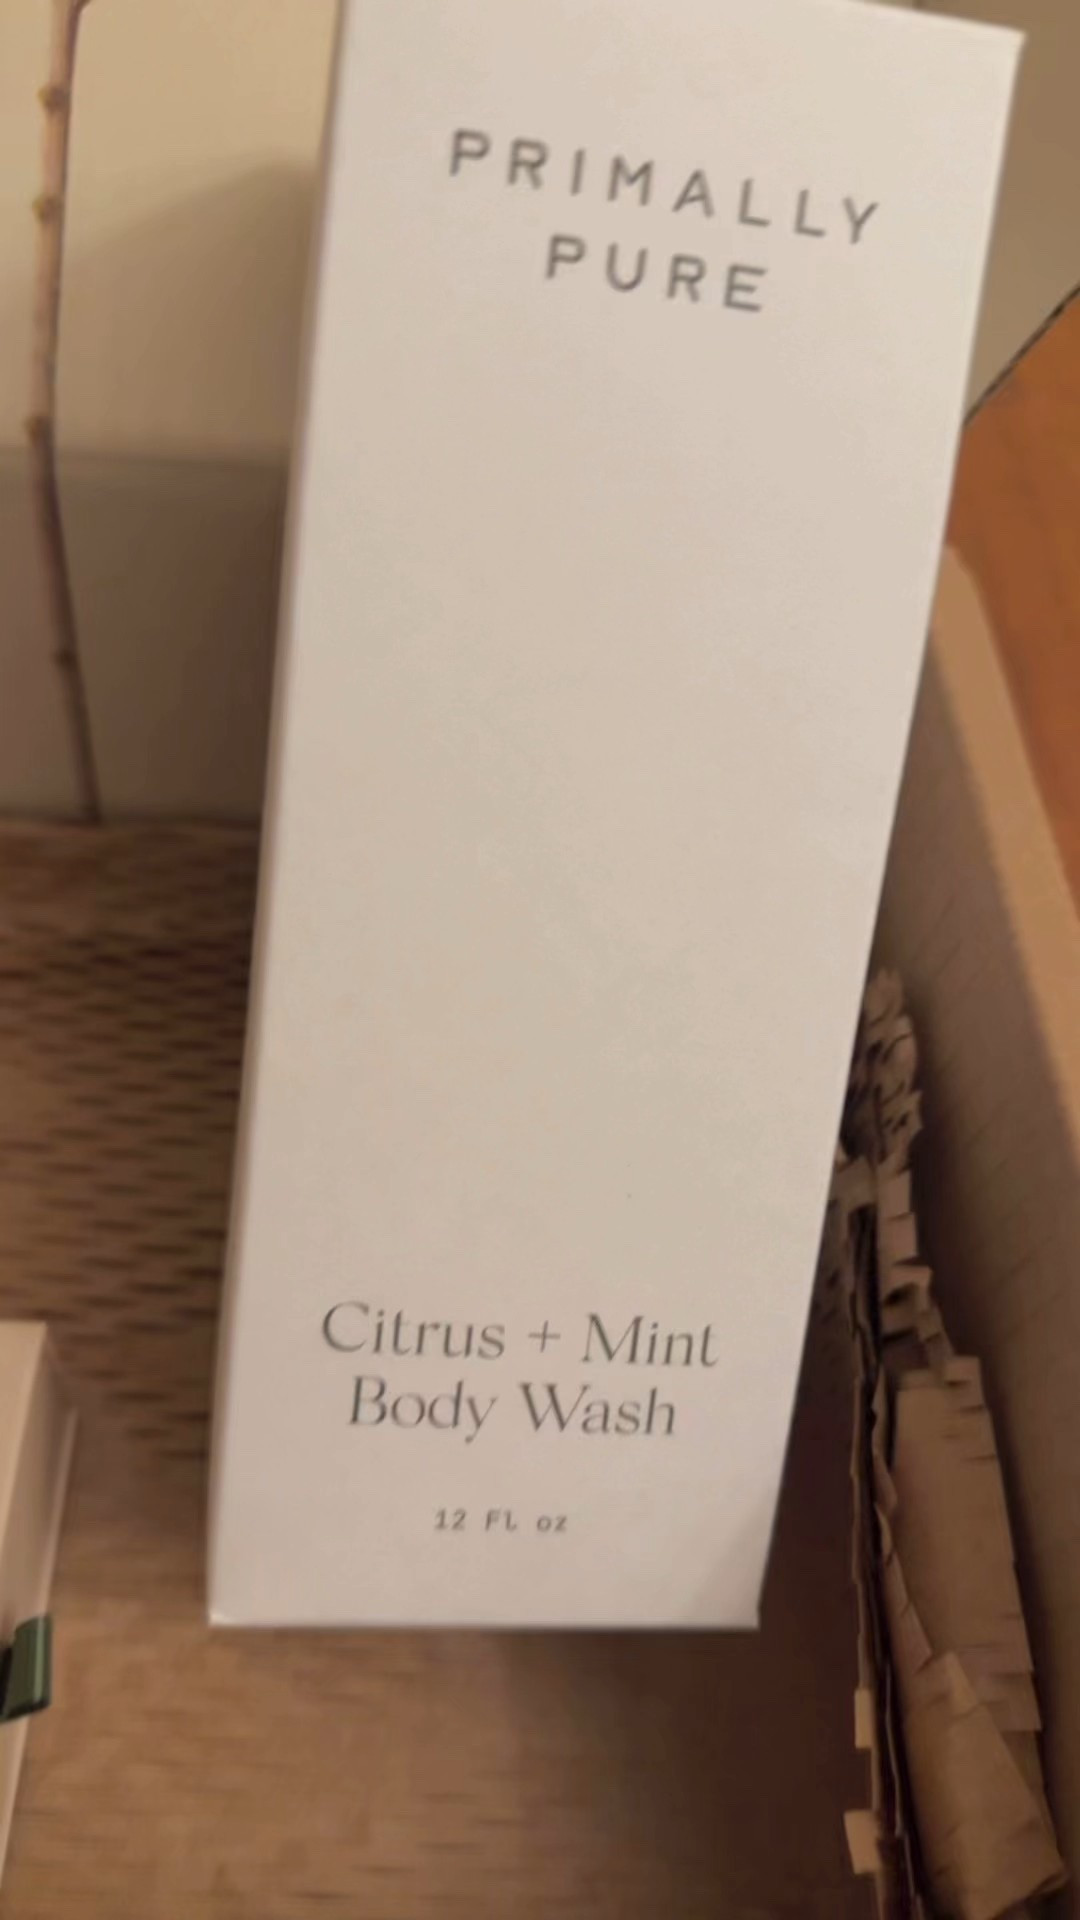 PRIMALLY
PURE
Citrus + Mint
Body Wash
12 FL oz